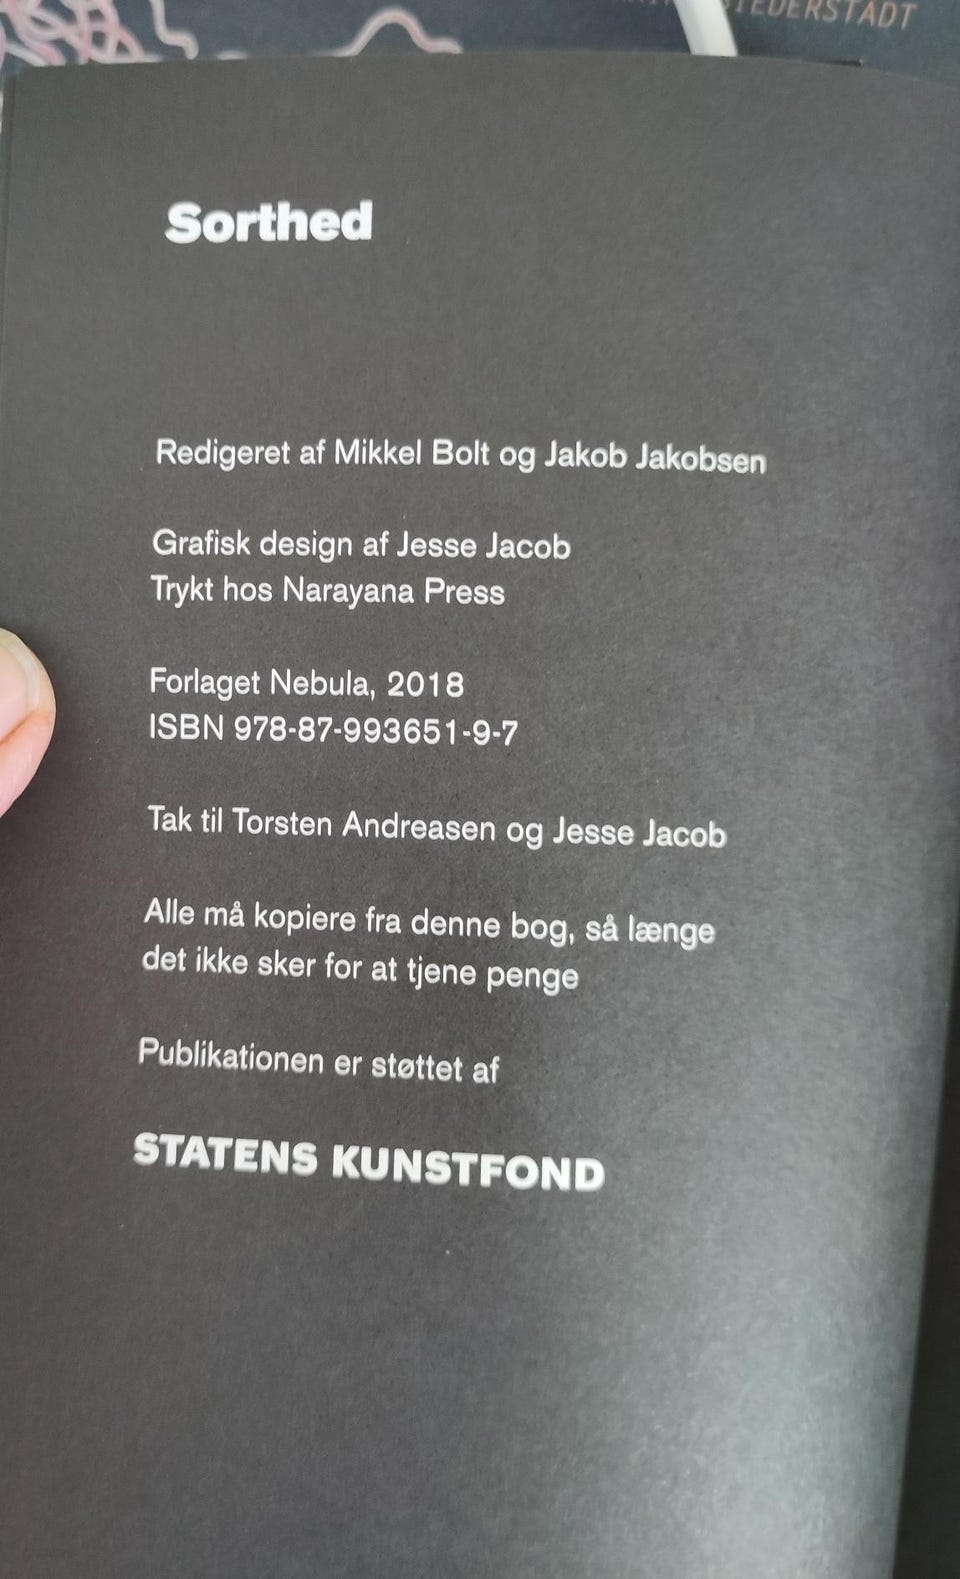 Sorthed
Redigeret af Mikkel Bolt og Jakob Jakobsen
Grafisk design af Jesse Jacob
Trykt hos Narayana Press
Forlaget Nebula, 2018
ISBN 978-87-993651-9-7
Tak til Torsten Andreasen og Jesse Jacob
Alle må kopiere fra denne bog, så længe
det ikke sker for at tjene penge
Publikationen er støttet af
STATENS KUNSTFOND